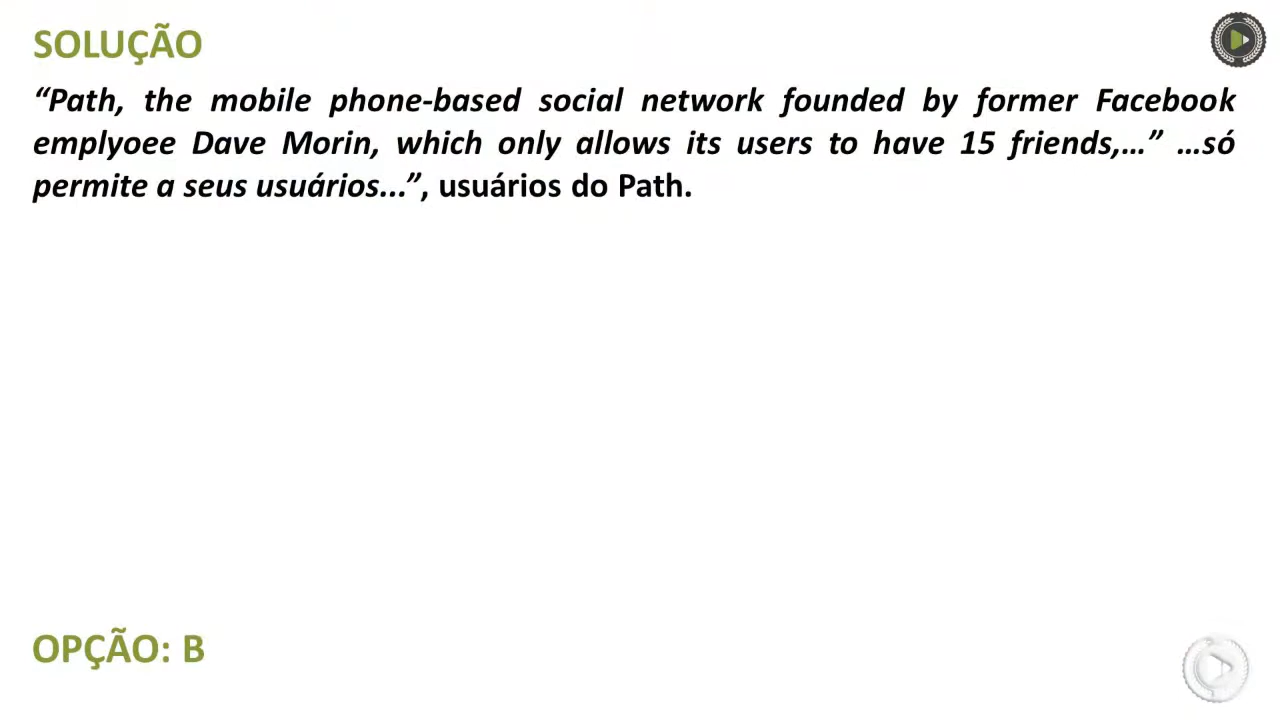 SOLUÇÃO
“Path, the mobile phone-based social network founded by former Facebook
emplyoee Dave Morin, which only allows its users to have 15 friends,...” ...só
permite a seus usuários...”, usuários do Path.
OPÇÃO: B